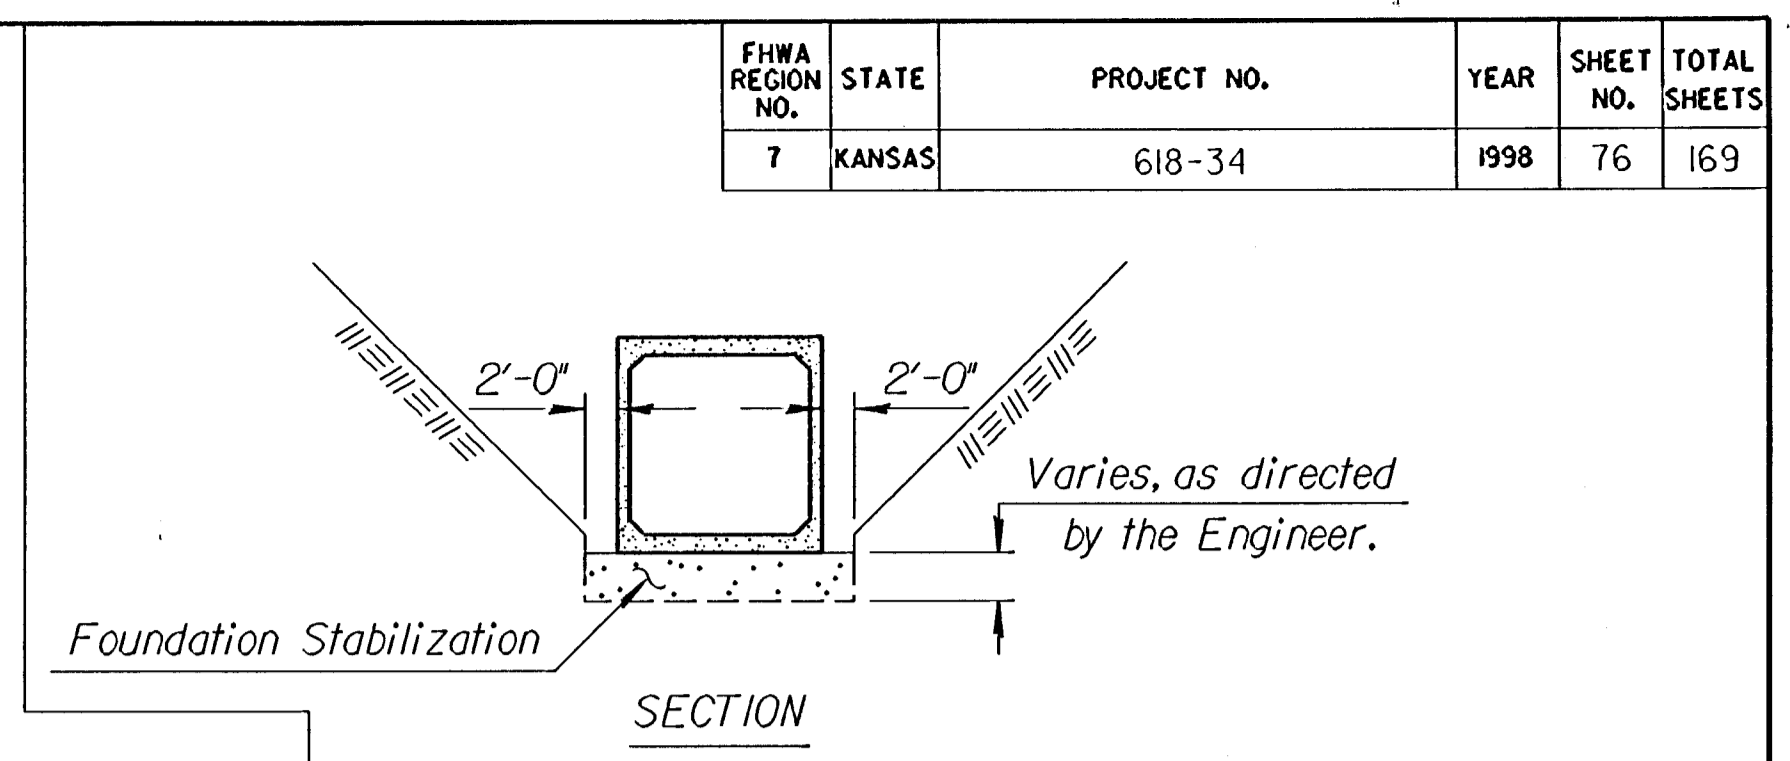 FHWA REGION NO. STATE PROJECT NO. YEAR SHEET NO. TOTAL SHEETS
7 KANSAS 618-34 1998 76 169
2'-0" 2'-0"
Varies, as directed
by the Engineer.
Foundation Stabilization
SECTION